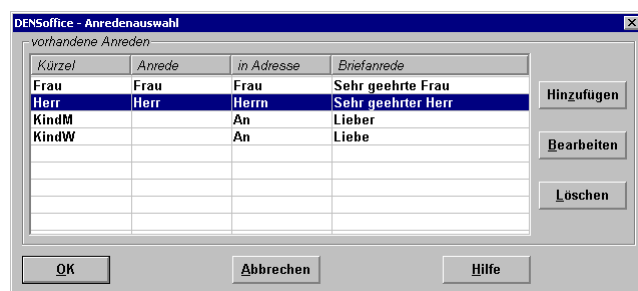 DENSoffice - Anredenauswahl
vorhandene Anreden
Kürzel Anrede in Adresse Briefanrede
Frau Frau Frau Sehr geehrte Frau
Herr Herr Herrn Sehr geehrter Herr
KindM An Lieber
KindW An Liebe
Hinzufügen
Bearbeiten
Löschen
OK Abbrechen Hilfe